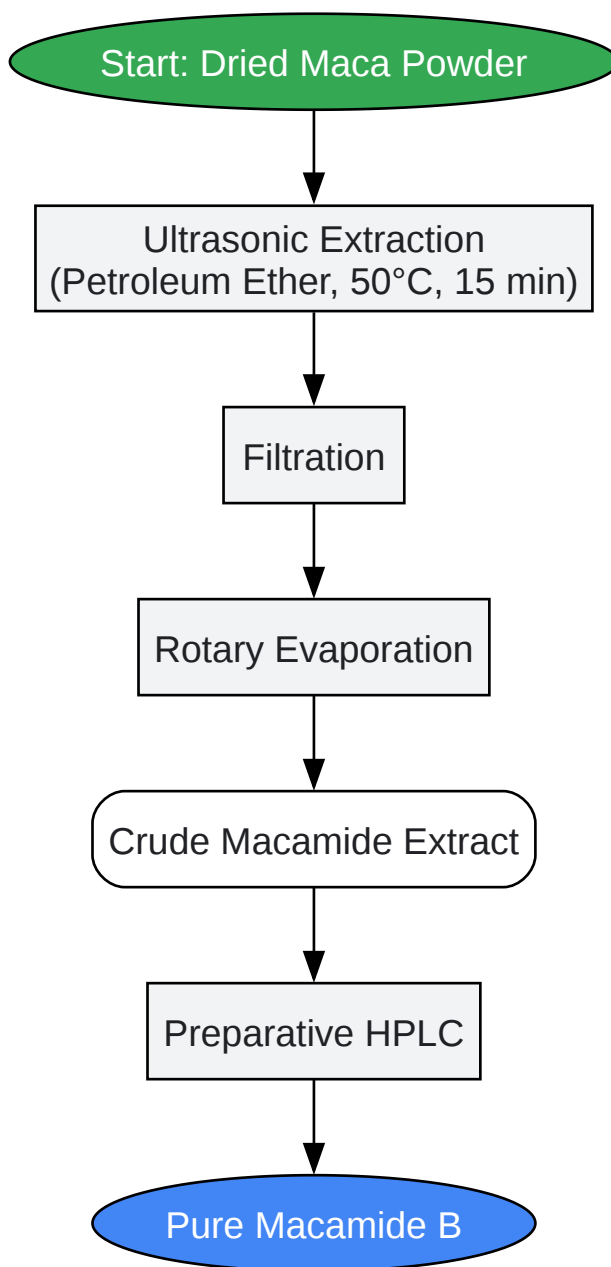 Start: Dried Maca Powder
Ultrasonic Extraction
(Petroleum Ether, 50°C, 15 min)
Filtration
Rotary Evaporation
Crude Macamide Extract
Preparative HPLC
Pure Macamide B